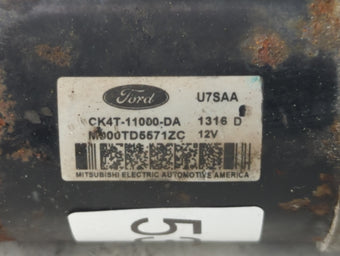 Ford U7SAA
CK4T-11000-DA 1316 D
M000TD5571ZC 12V
MITSUBISHI ELECTRIC AUTOMOTIVE AMERICA